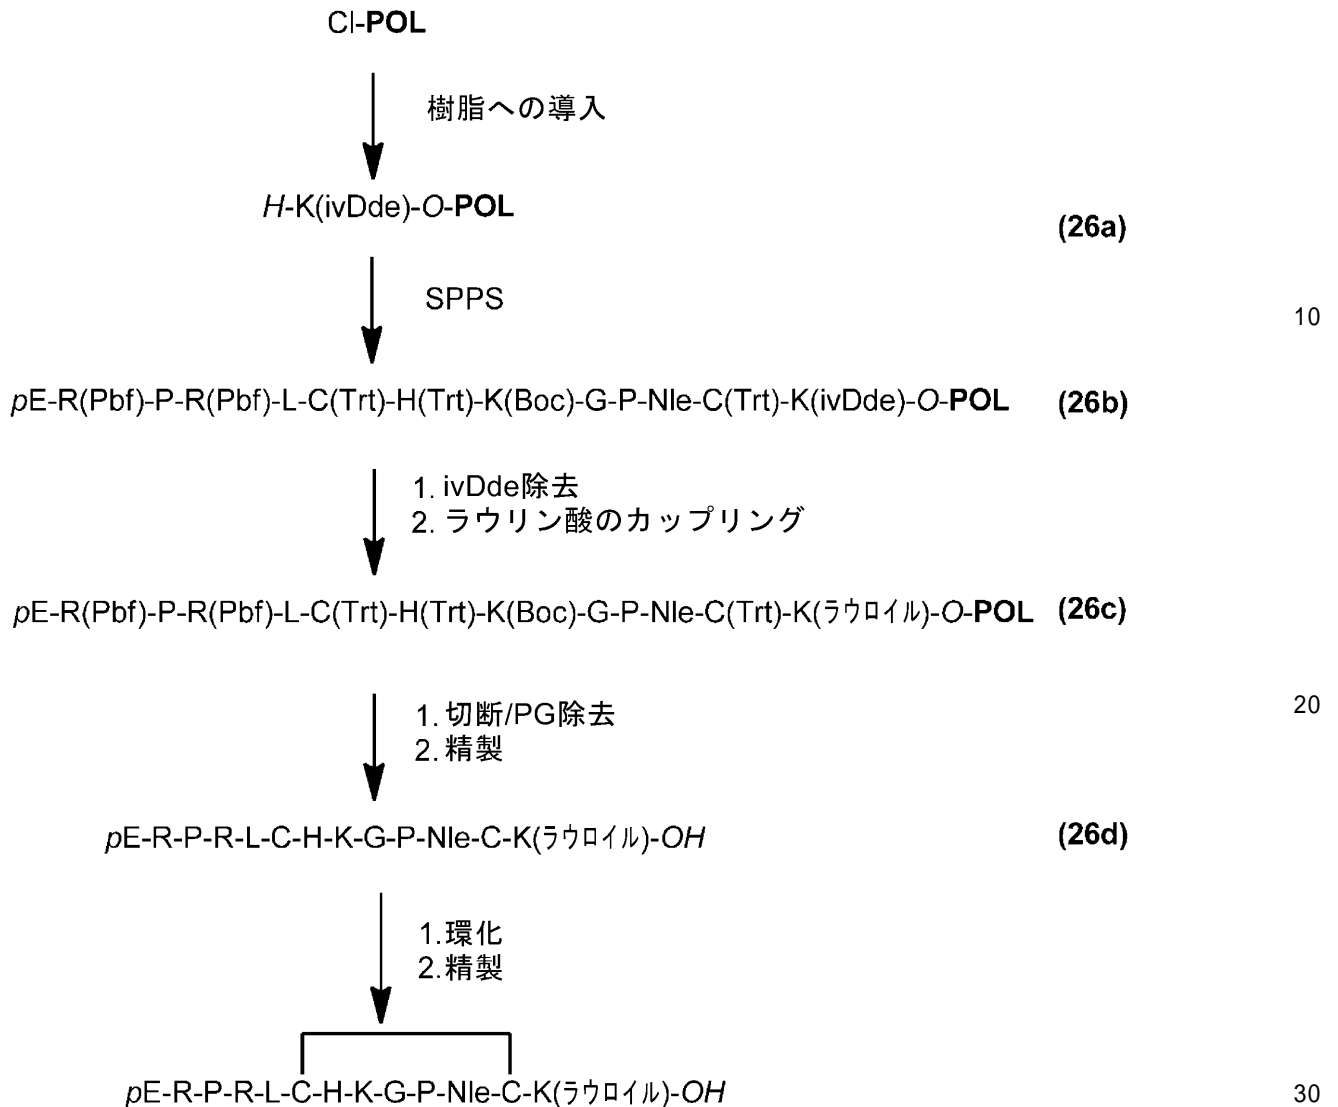 Cl-POL
樹脂への導入
H-K(ivDde)-O-POL
(26a)
SPPS
10
pE-R(Pbf)-P-R(Pbf)-L-C(Trt)-H(Trt)-K(Boc)-G-P-Nle-C(Trt)-K(ivDde)-O-POL (26b)
1. ivDde除去
2. ラウリン酸のカップリング
pE-R(Pbf)-P-R(Pbf)-L-C(Trt)-H(Trt)-K(Boc)-G-P-Nle-C(Trt)-K(ラウロイル)-O-POL (26c)
1. 切断/PG除去
20
2. 精製
pE-R-P-R-L-C-H-K-G-P-Nle-C-K(ラウロイル)-OH (26d)
1.環化
2.精製
pE-R-P-R-L-C-H-K-G-P-Nle-C-K(ラウロイル)-OH 30